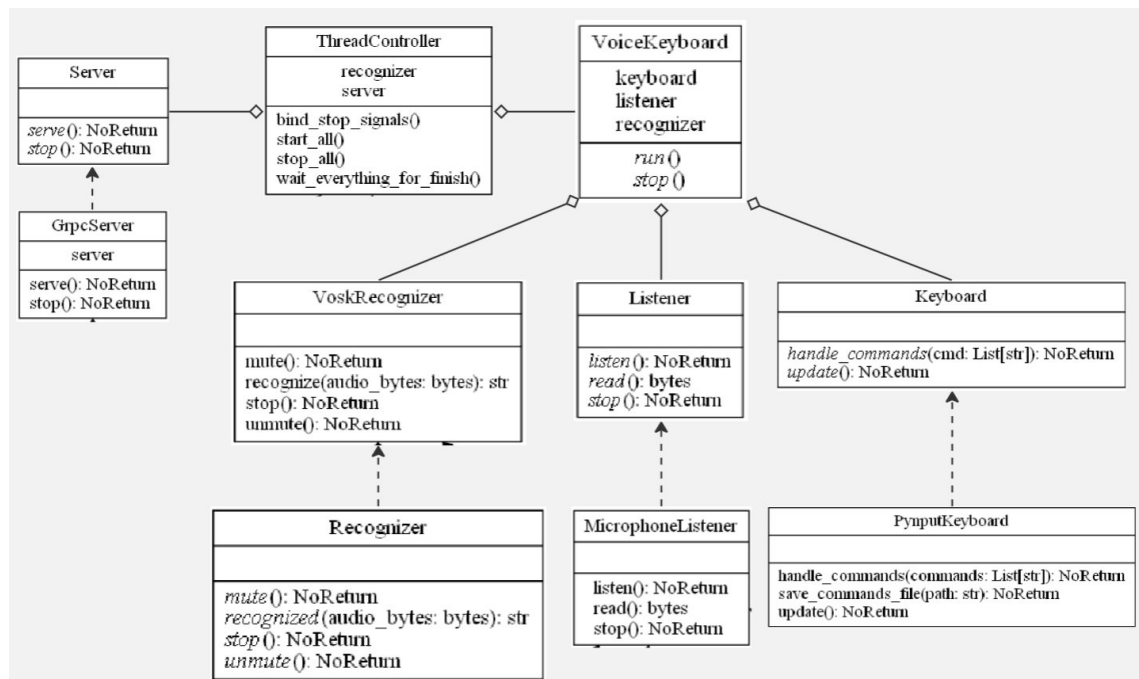 Server
serve(): NoReturn
stop(): NoReturn
ThreadController
recognizer
server
bind_stop_signals()
start_all()
stop_all()
wait_everything_for_finish()
VoiceKeyboard
keyboard
listener
recognizer
run()
stop()
GrpcServer
server
serve(): NoReturn
stop(): NoReturn
VoskRecognizer
mute(): NoReturn
recognize(audio_bytes: bytes): str
stop(): NoReturn
unmute(): NoReturn
Listener
listen(): NoReturn
read(): bytes
stop(): NoReturn
Keyboard
handle_commands(cmd: List[str]): NoReturn
update(): NoReturn
Recognizer
mute(): NoReturn
recognized(audio_bytes: bytes): str
stop(): NoReturn
unmute(): NoReturn
MicrophoneListener
listen(): NoReturn
read(): bytes
stop(): NoReturn
PynputKeyboard
handle_commands(commands: List[str]): NoReturn
save_commands_file(path: str): NoReturn
update(): NoReturn